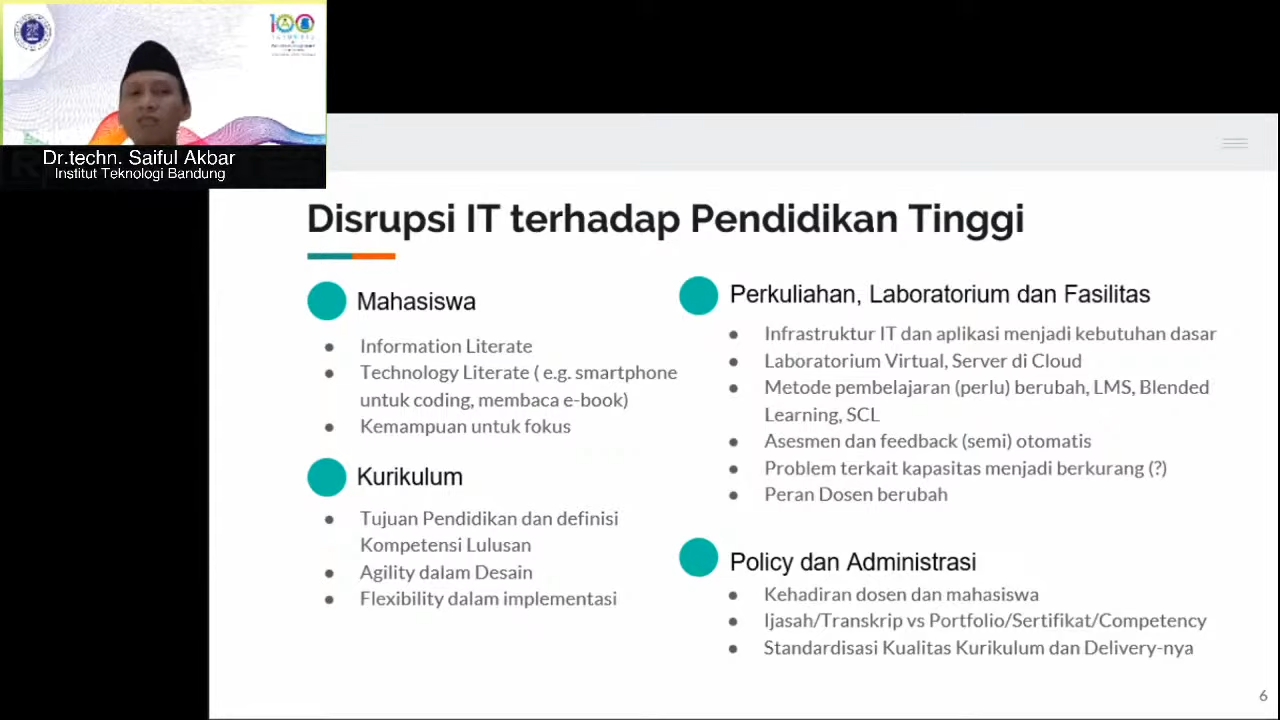 100
Dr.techn. Saiful Akbar
Institut Teknologi Bandung
Disrupsi IT terhadap Pendidikan Tinggi
Mahasiswa
● Information Literate
● Technology Literate ( e.g. smartphone
untuk coding, membaca e-book)
● Kemampuan untuk fokus
Kurikulum
● Tujuan Pendidikan dan definisi
Kompetensi Lulusan
● Agility dalam Desain
● Flexibility dalam implementasi
Perkuliahan, Laboratorium dan Fasilitas
● Infrastruktur IT dan aplikasi menjadi kebutuhan dasar
● Laboratorium Virtual, Server di Cloud
● Metode pembelajaran (perlu) berubah, LMS, Blended
Learning, SCL
● Asesmen dan feedback (semi) otomatis
● Problem terkait kapasitas menjadi berkurang (?)
● Peran Dosen berubah
Policy dan Administrasi
● Kehadiran dosen dan mahasiswa
● Ijasah/Transkrip vs Portfolio/Sertifikat/Competency
● Standardisasi Kualitas Kurikulum dan Delivery-nya
6